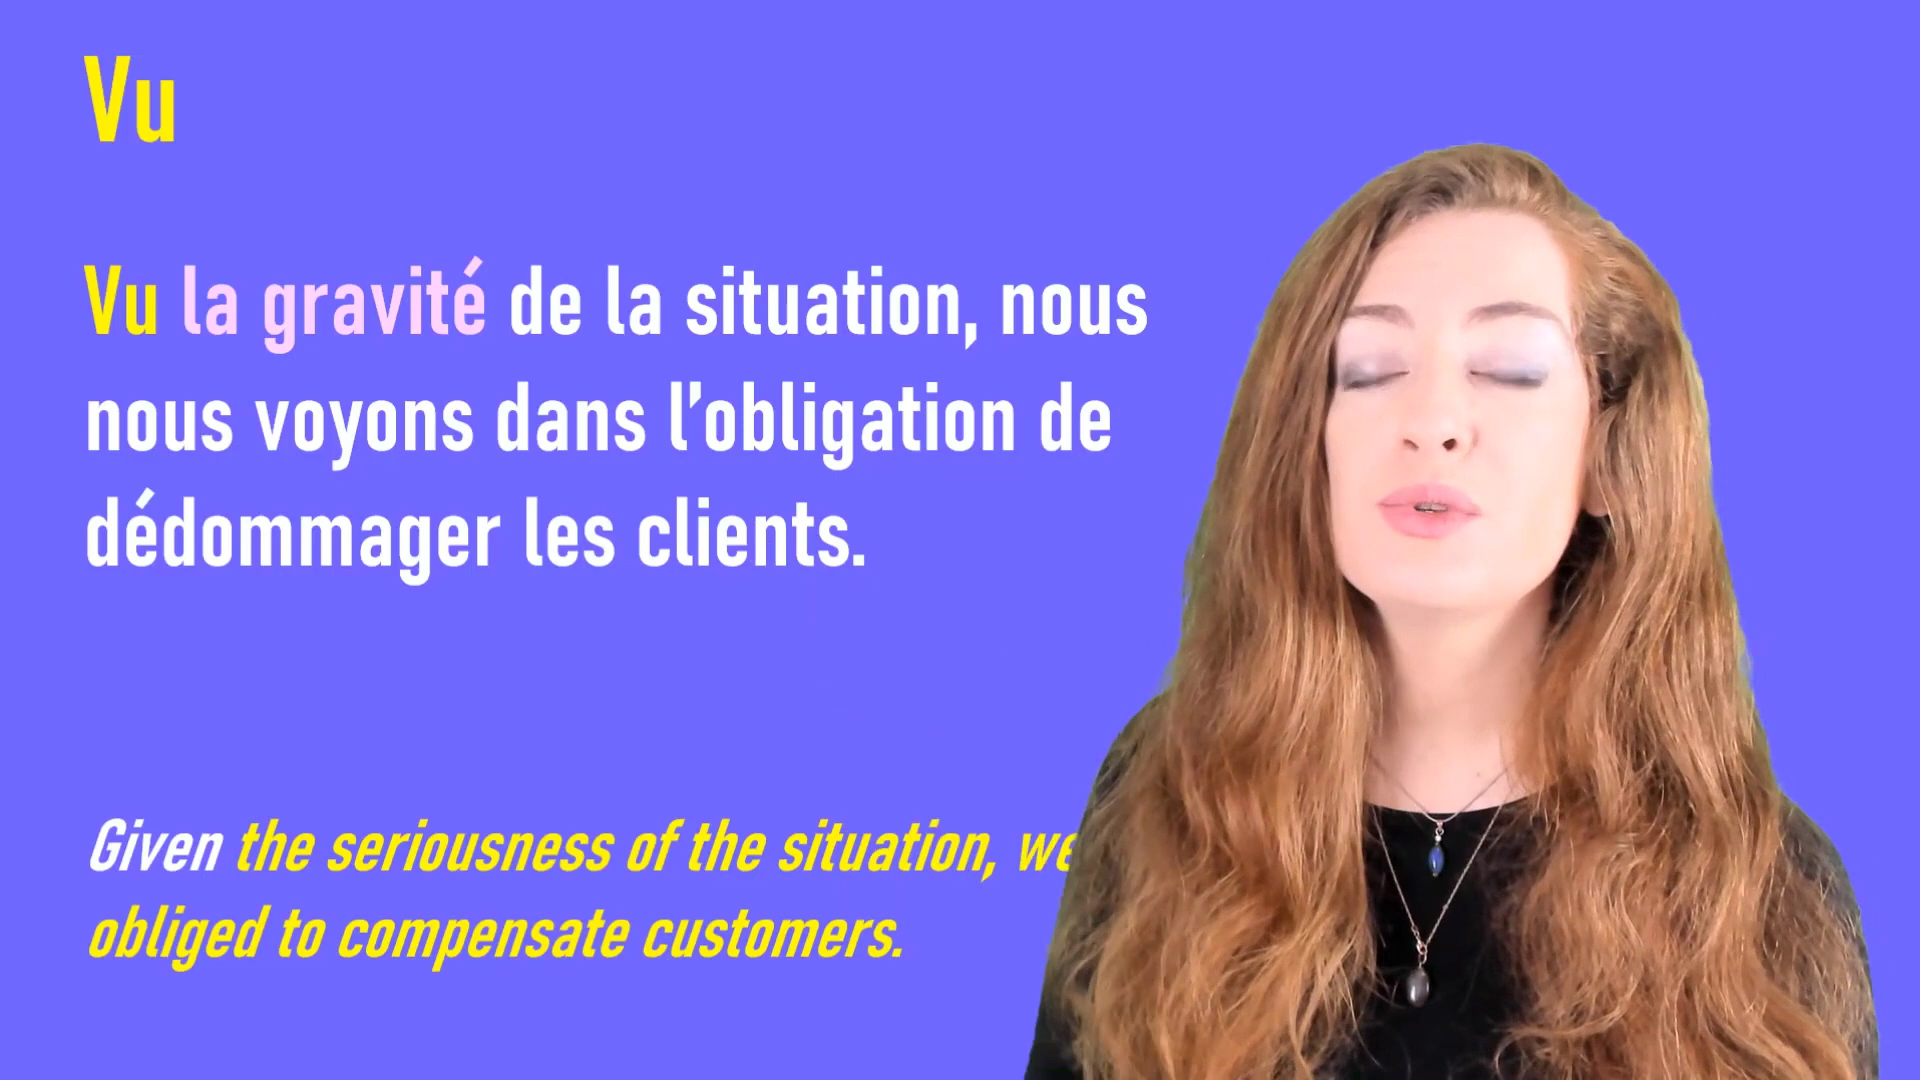 Vu
Vu la gravité de la situation, nous
nous voyons dans l’obligation de
dédommager les clients.
Given the seriousness of the situation, we
obliged to compensate customers.